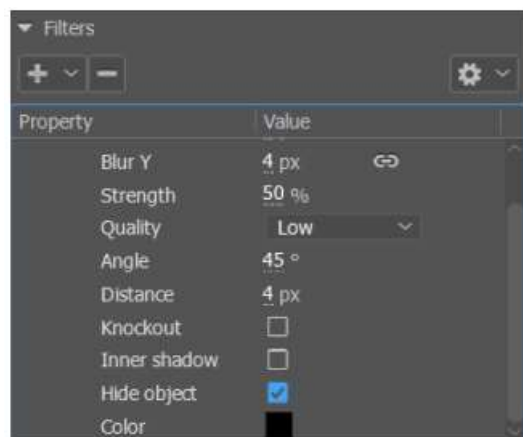 Filters
Property Value
Blur Y 4 px
Strength 50 %
Quality Low
Angle 45 °
Distance 4 px
Knockout
Inner shadow
Hide object
Color